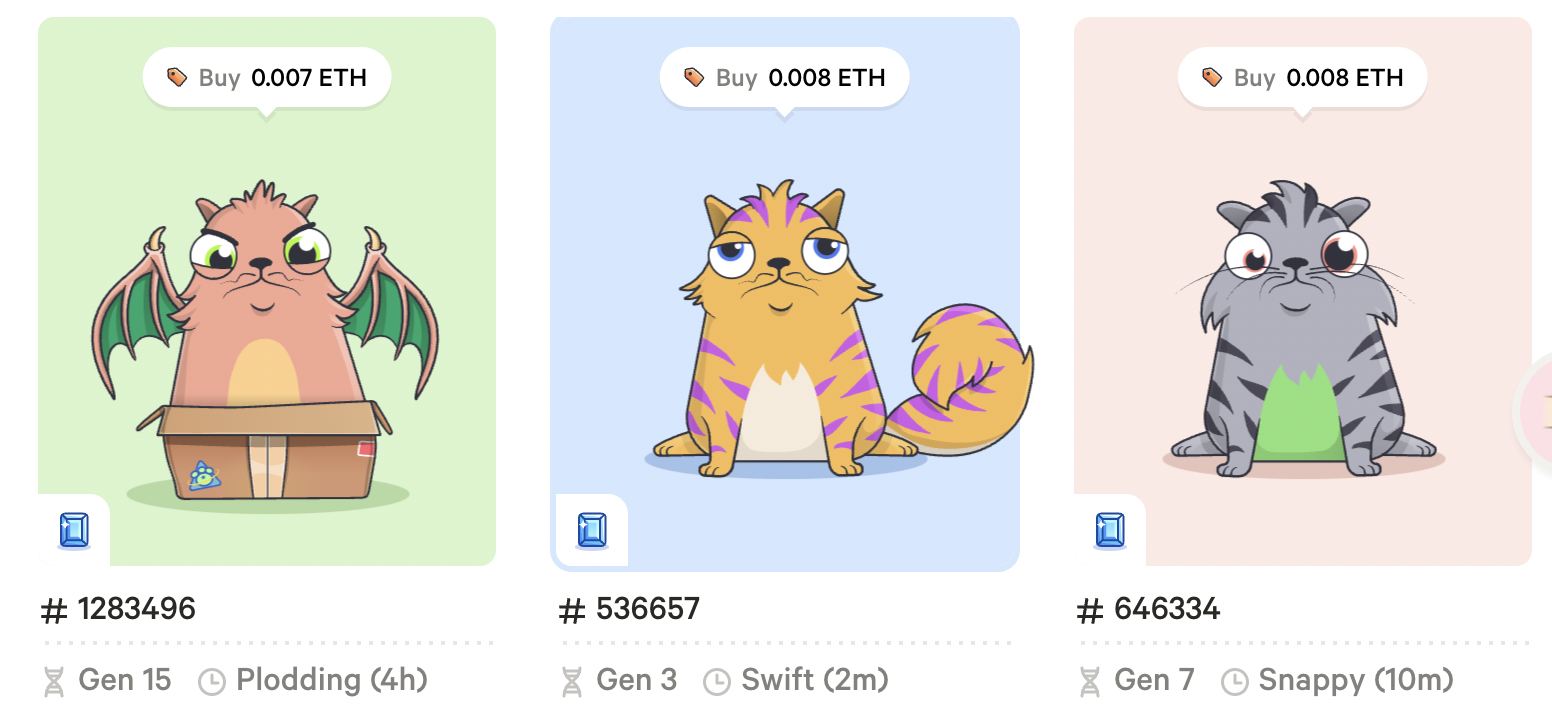 Buy 0.007 ETH
Buy 0.008 ETH
Buy 0.008 ETH
# 1283496
# 536657
# 646334
Gen 15 Plodding (4h)
Gen 3 Swift (2m)
Gen 7 Snappy (10m)